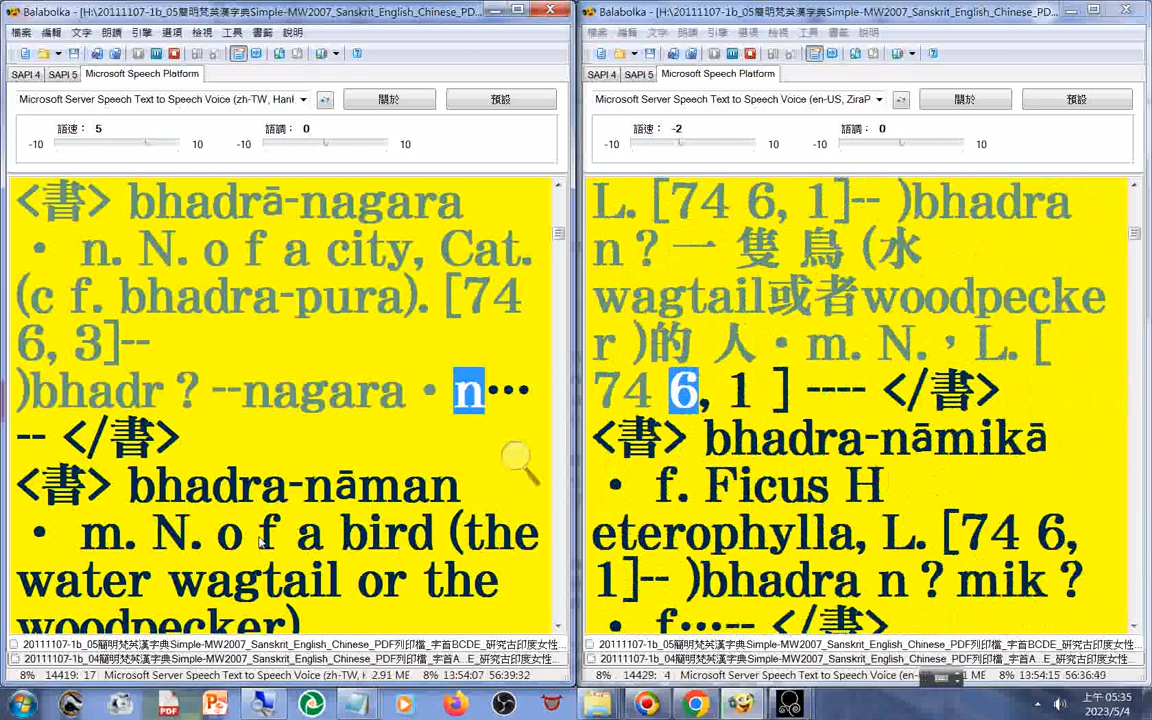 Balabolka - [H:\20111107-1b_05簡明梵英漢字典Simple-MW2007_Sanskrit_English_Chinese_PD...
檔案 編輯 文字 朗讀 引擎 選項 檢視 工具 書籤 說明
SAPI 4 SAPI 5 Microsoft Speech Platform
Microsoft Server Speech Text to Speech Voice (zh-TW, Hanl 關於 預設
語速： 5 語調： 0
-10 10 -10 10
<書> bhadrā-nagara
• n. N. o f a city, Cat.
(c f. bhadra-pura). [74
6, 3]--
)bhadr ? --nagara • n…
-- </書>
<書> bhadra-nāman
• m. N. o f a bird (the
water wagtail or the
woodpecker)
20111107-1b_05簡明梵英漢字典Simple-MW2007_Sanskrit_English_Chinese_PDF列印檔_字首BCDE_研究古印度女性...
20111107-1b_04簡明梵英漢字典Simple-MW2007_Sanskrit_English_Chinese_PDF列印檔_字首A...E_研究古印度女性...
8% 14419: 17 Microsoft Server Speech Text to Speech Voice (zh-TW, 2.91 ME 8% 13:54:07 56:39:32
Balabolka - [H:\20111107-1b_05簡明梵英漢字典Simple-MW2007_Sanskrit_English_Chinese_PD...
檔案 編輯 文字 朗讀 引擎 選項 檢視 工具 書籤 說明
SAPI 4 SAPI 5 Microsoft Speech Platform
Microsoft Server Speech Text to Speech Voice (en-US, ZiraP 關於 預設
語速： -2 語調： 0
-10 10 -10 10
L. [74 6, 1]-- )bhadra
n ? 一 隻 鳥 (水
wagtail或者woodpecke
r )的 人 • m. N.，L. [
74 6, 1 ] ---- </書>
<書> bhadra-nāmikā
• f. Ficus H
eterophylla, L. [74 6,
1]-- )bhadra n ? mik ?
• f…-- </書>
20111107-1b_05簡明梵英漢字典Simple-MW2007_Sanskrit_English_Chinese_PDF列印檔_字首BCDE_研究古印度女性...
20111107-1b_04簡明梵英漢字典Simple-MW2007_Sanskrit_English_Chinese_PDF列印檔_字首A...E_研究古印度女性...
8% 14429: 4 Microsoft Server Speech Text to Speech Voice (en-US, 8% 13:54:15 56:36:49
上午 05:35
2023/5/4